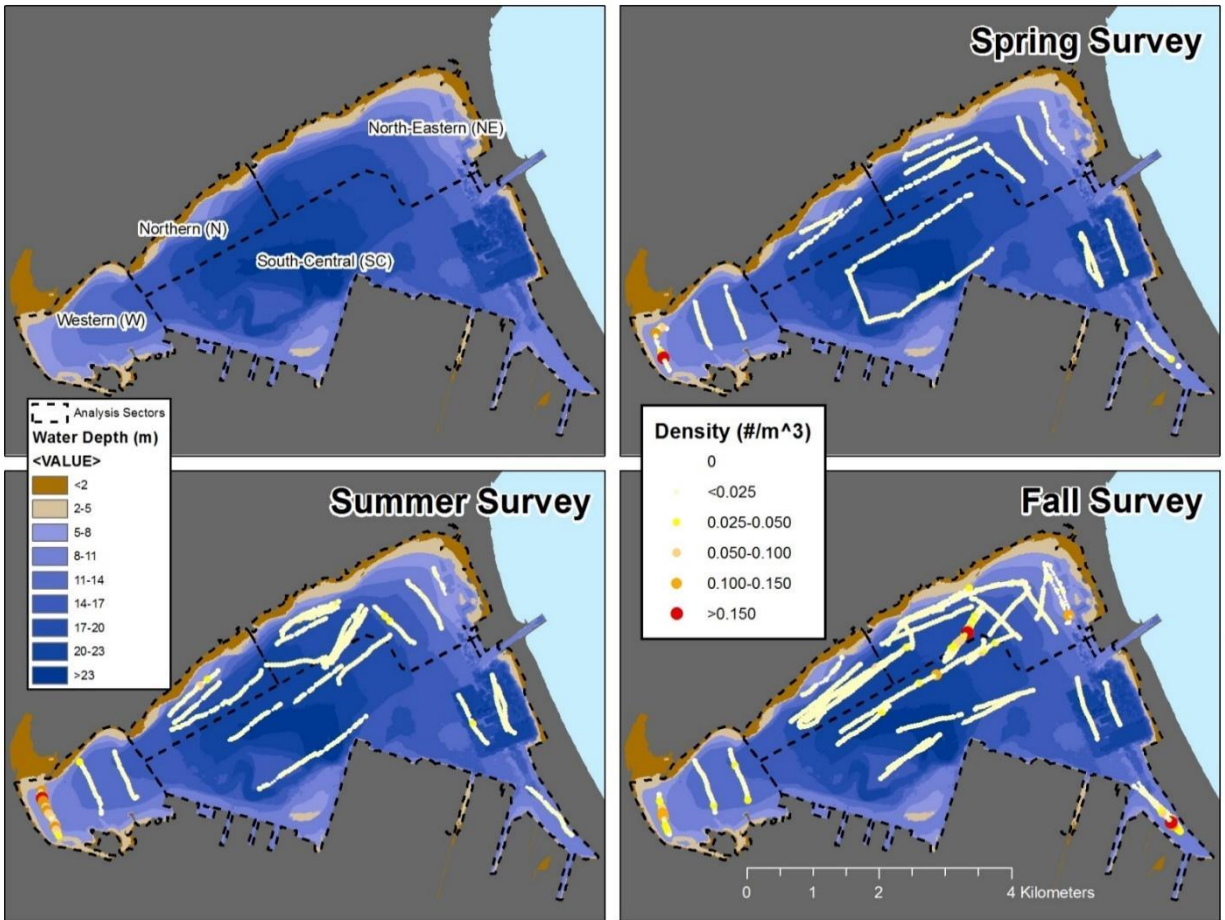 North-Eastern (NE)
Northern (N)
South-Central (SC)
Western (W)
Analysis Sectors
Water Depth (m)
<VALUE>
<2
2-5
5-8
8-11
11-14
14-17
17-20
20-23
>23
Spring Survey
Density (#/m^3)
0
<0.025
0.025-0.050
0.050-0.100
0.100-0.150
>0.150
Summer Survey
Fall Survey
0 1 2 4 Kilometers